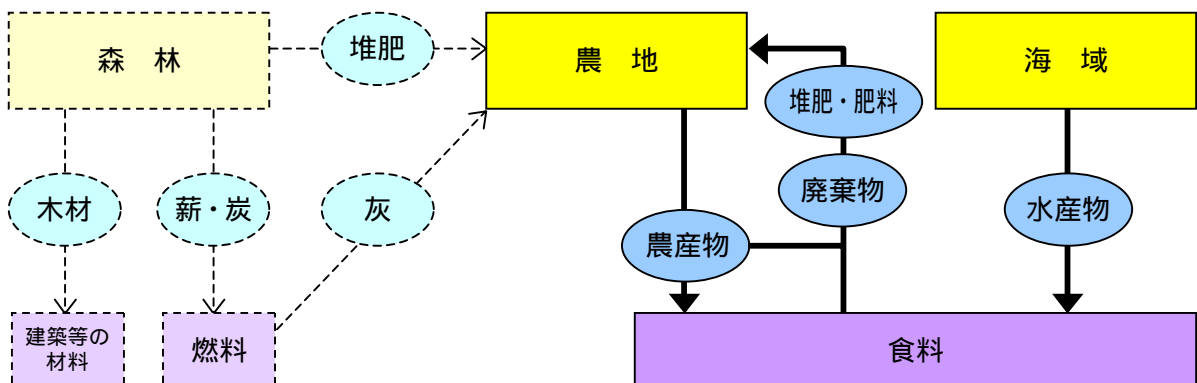 森　林
堆肥
農　地
堆肥・肥料
海　域
木材
薪・炭
灰
廃棄物
農産物
水産物
建築等の
材料
燃料
食料